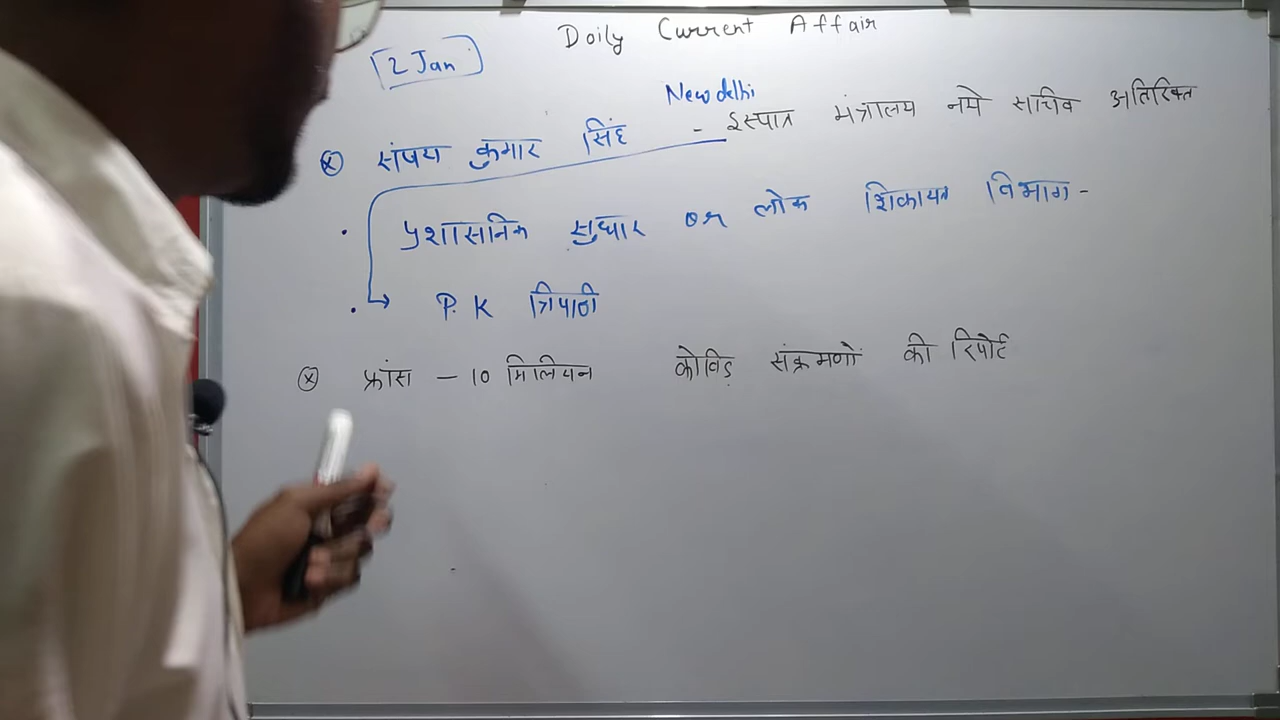 Daily Current Affair
2 Jan
New delhi
संजय कुमार सिंह - इस्पात मंत्रालय नये सचिव अतिरिक्त
प्रशासनिक सुधार लोक शिकायत विभाग -
P. K त्रिपाठी
फ्रांस - 10 मिलियन कोविड़ संक्रमणों की रिपोर्ट